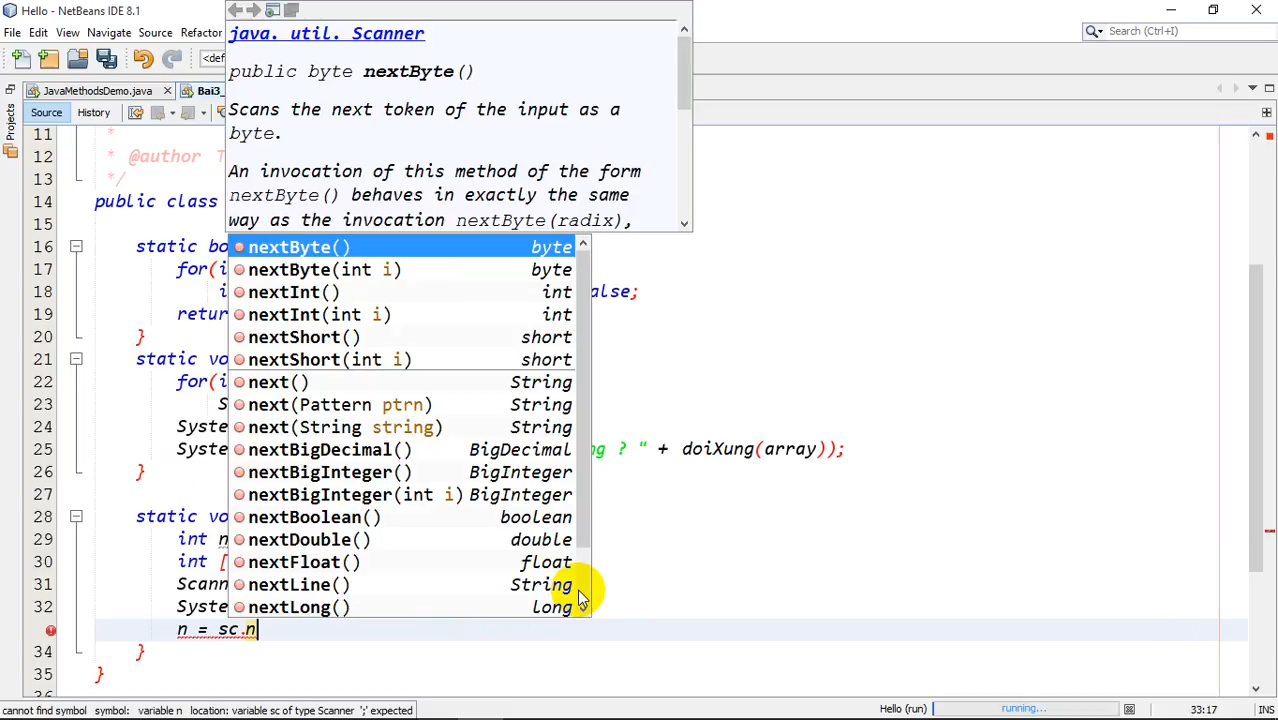 Hello - NetBeans IDE 8.1
File Edit View Navigate Source Refactor
Search (Ctrl+I)
<def
JavaMethodsDemo.java
Bai3_
Source History
Projects
java. util. Scanner
public byte nextByte()
Scans the next token of the input as a
byte.
An invocation of this method of the form
nextByte() behaves in exactly the same
way as the invocation nextByte(radix),
11 *
12 * @author T
13 */
14 public class
15
16 static bo
17 for(i
18 i alse;
19 retur
20 }
21 static vo
22 for(i
23 S
24 Syste
25 Syste ng ? " + doiXung(array));
26 }
27
28 static vo
29 int n
30 int [
31 Scann
32 Syste
n = sc.n
34 }
35 }
36
nextByte() byte
nextByte(int i) byte
nextInt() int
nextInt(int i) int
nextShort() short
nextShort(int i) short
next() String
next(Pattern ptrn) String
next(String string) String
nextBigDecimal() BigDecimal
nextBigInteger() BigInteger
nextBigInteger(int i) BigInteger
nextBoolean() boolean
nextDouble() double
nextFloat() float
nextLine() String
nextLong() long
cannot find symbol symbol: variable n location: variable sc of type Scanner ';' expected
Hello (run) running... 33:17 INS